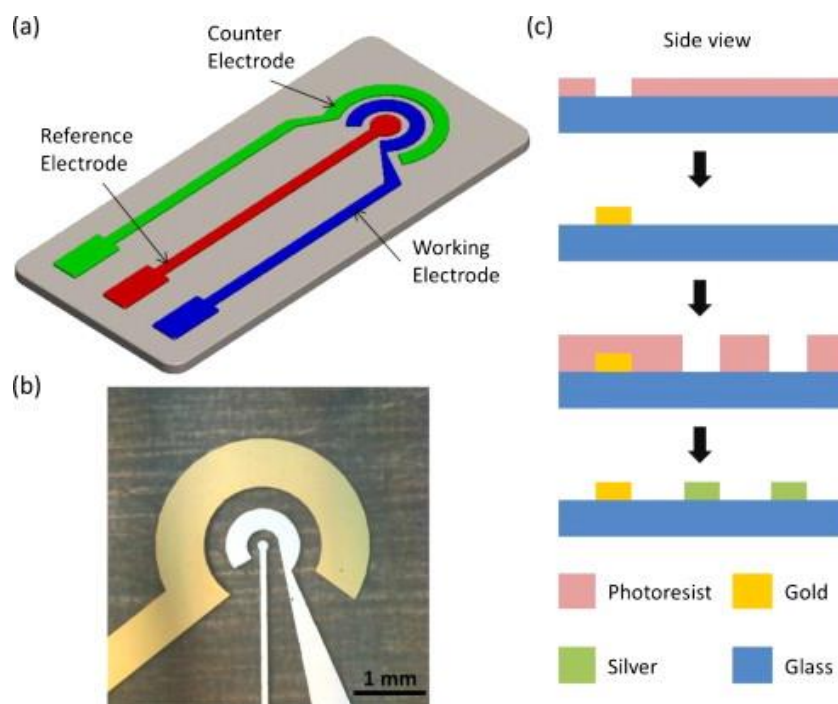 (a)
Counter
Electrode
Reference
Electrode
Working
Electrode
(b)
1 mm
(c)
Side view
Photoresist
Gold
Silver
Glass